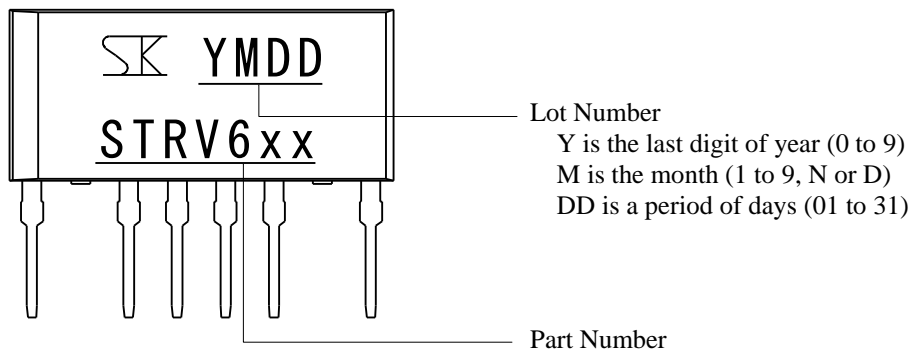 SK YMDD
STRV6xx
Lot Number
Y is the last digit of year (0 to 9)
M is the month (1 to 9, N or D)
DD is a period of days (01 to 31)
Part Number